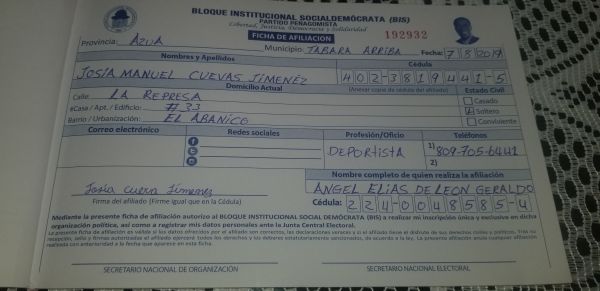 BLOQUE INSTITUCIONAL SOCIALDEMÓCRATA (BIS)
PARTIDO PEÑAGOMISTA
Libertad, Justicia, Democracia y Solidaridad
FICHA DE AFILIACIÓN 192932
Provincia: AZUA Municipio: TABARA ARRIBA Fecha: 7/8/2019
Nombres y Apellidos Cédula
JOSIA MANUEL CUEVAS JIMENEZ 402-3819441-5
Domicilio Actual (Anexar copia de cédula del afiliado) Estado Civil
Calle: LA REPRESA Casado
#Casa / Apt. / Edificio: #33 Soltero
Barrio / Urbanización: EL ABANICO Conviviente
Correo electrónico Redes sociales Profesión/Oficio Teléfonos
DEPORTISTA 1) 809-705-6441
2)
Nombre completo de quien realiza la afiliación
Josia Cueva Jimenez ANGEL ELIAS DE LEON GERALDO
Firma del afiliado (Firme igual que en la Cédula) Cédula: 224-0048585-4
Mediante la presente ficha de afiliación autorizo al BLOQUE INSTITUCIONAL SOCIAL DEMÓCRATA (BIS) a realizar mi inscripción única y exclusiva en dicha
organización política, así como a registrar mis datos personales ante la Junta Central Electoral.
SECRETARIO NACIONAL DE ORGANIZACIÓN SECRETARIO NACIONAL ELECTORAL